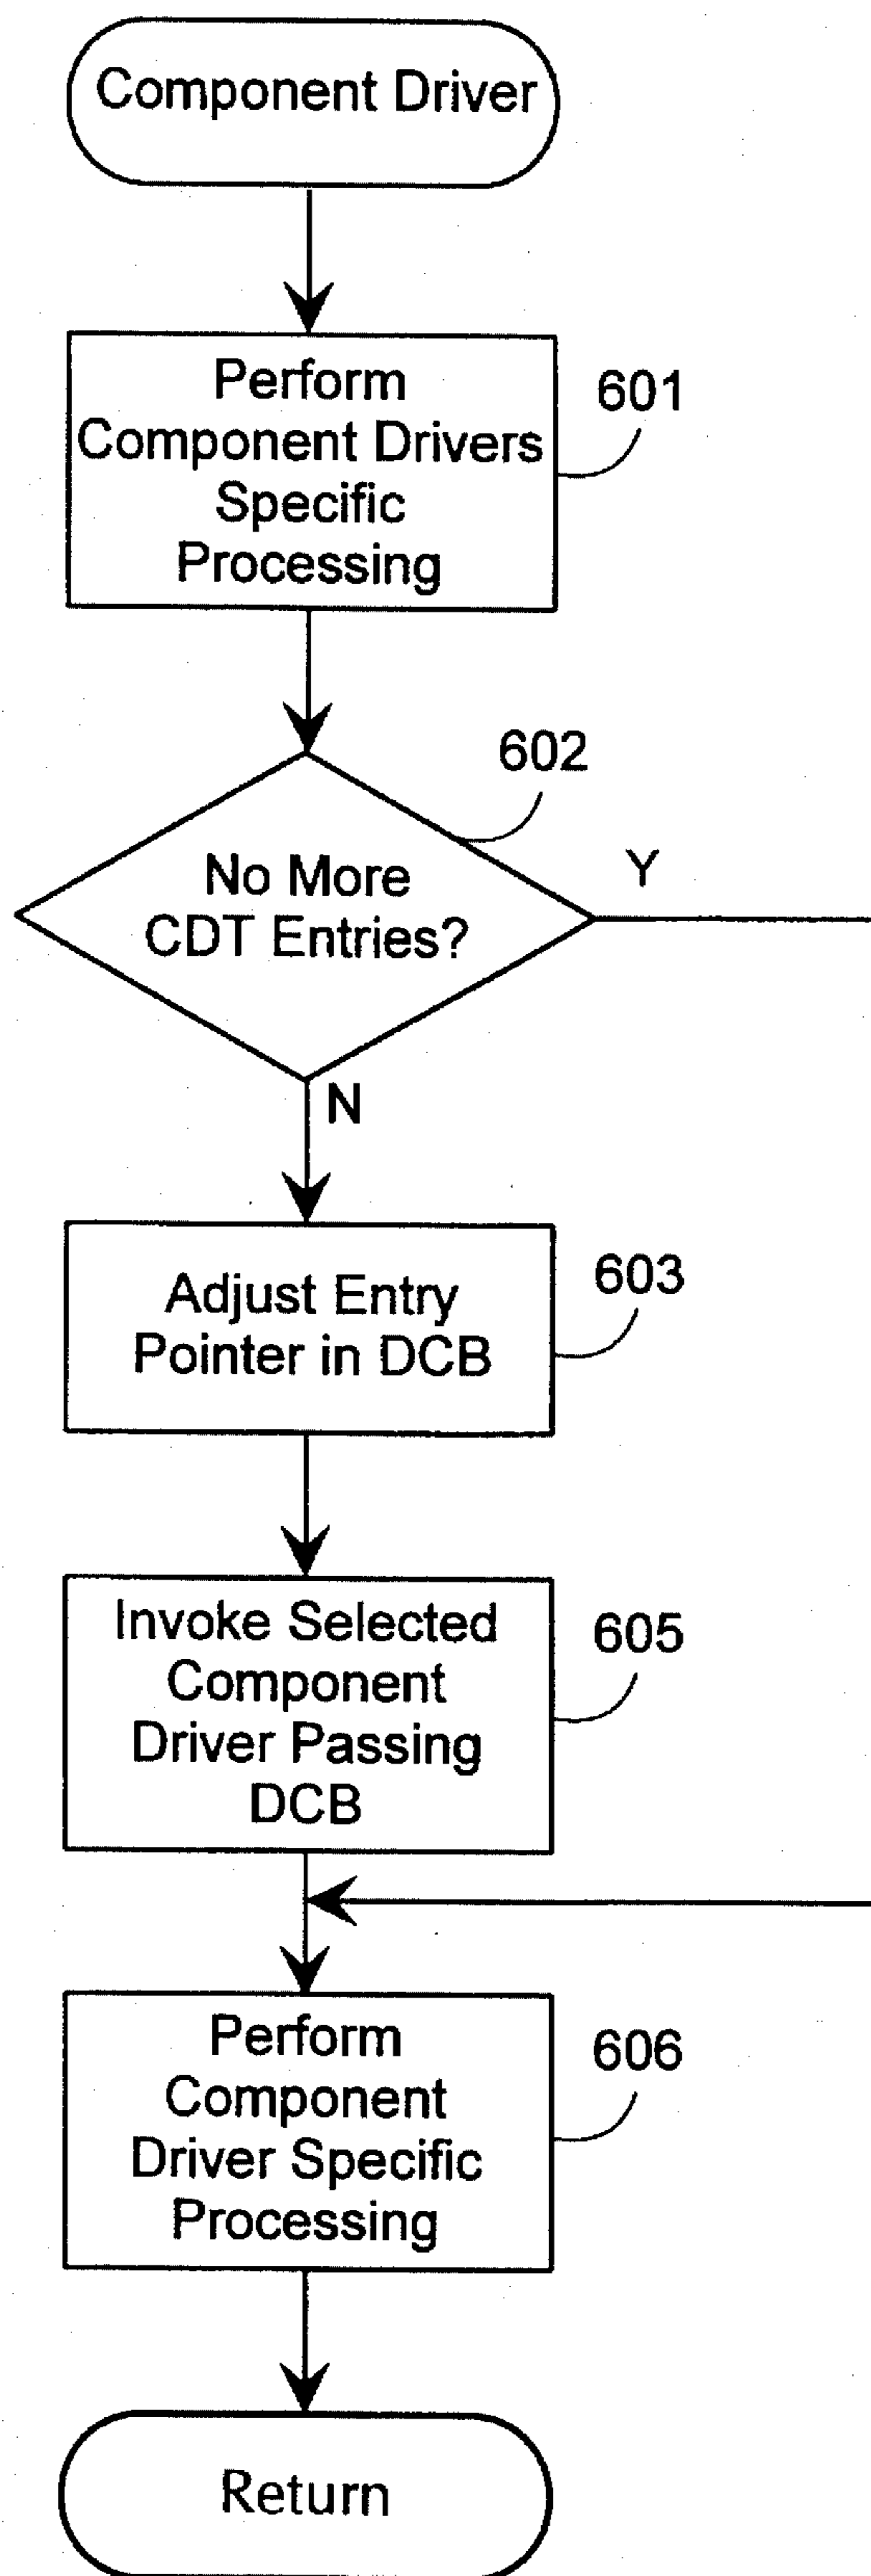 Component Driver
Perform
Component Drivers
Specific
Processing
601
602
No More
CDT Entries?
Y
N
Adjust Entry
Pointer in DCB
603
Invoke Selected
Component
Driver Passing
DCB
605
Perform
Component
Driver Specific
Processing
606
Return